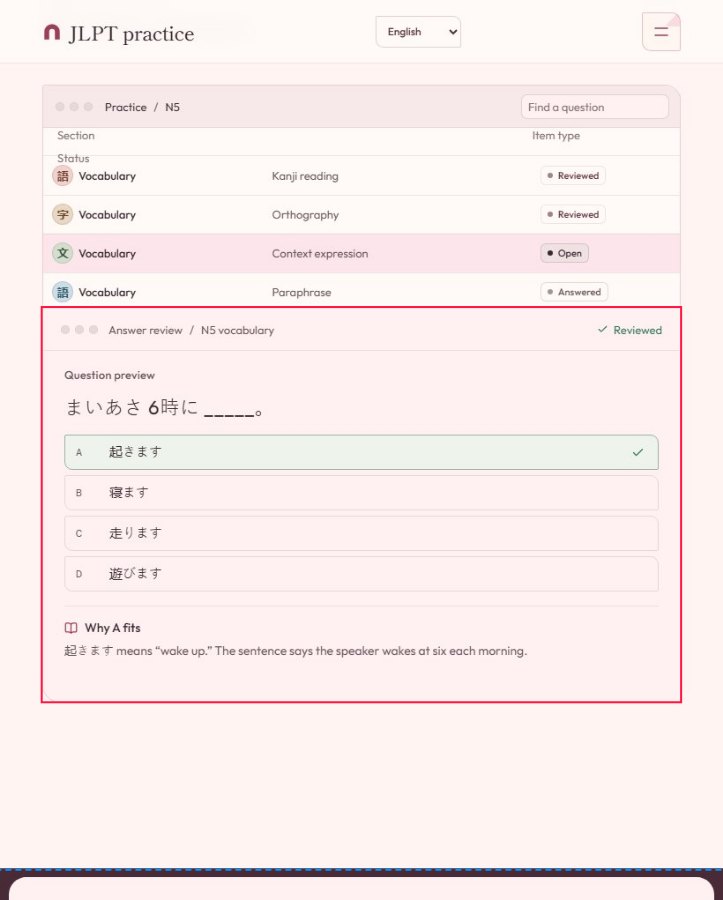 JLPT practice
English
Practice / N5
Find a question
Section
Item type
Status
語 Vocabulary Kanji reading Reviewed
字 Vocabulary Orthography Reviewed
文 Vocabulary Context expression Open
語 Vocabulary Paraphrase Answered
Answer review / N5 vocabulary
Reviewed
Question preview
まいあさ 6時に _____。
A 起きます
B 寝ます
C 走ります
D 遊びます
Why A fits
起きます means “wake up.” The sentence says the speaker wakes at six each morning.